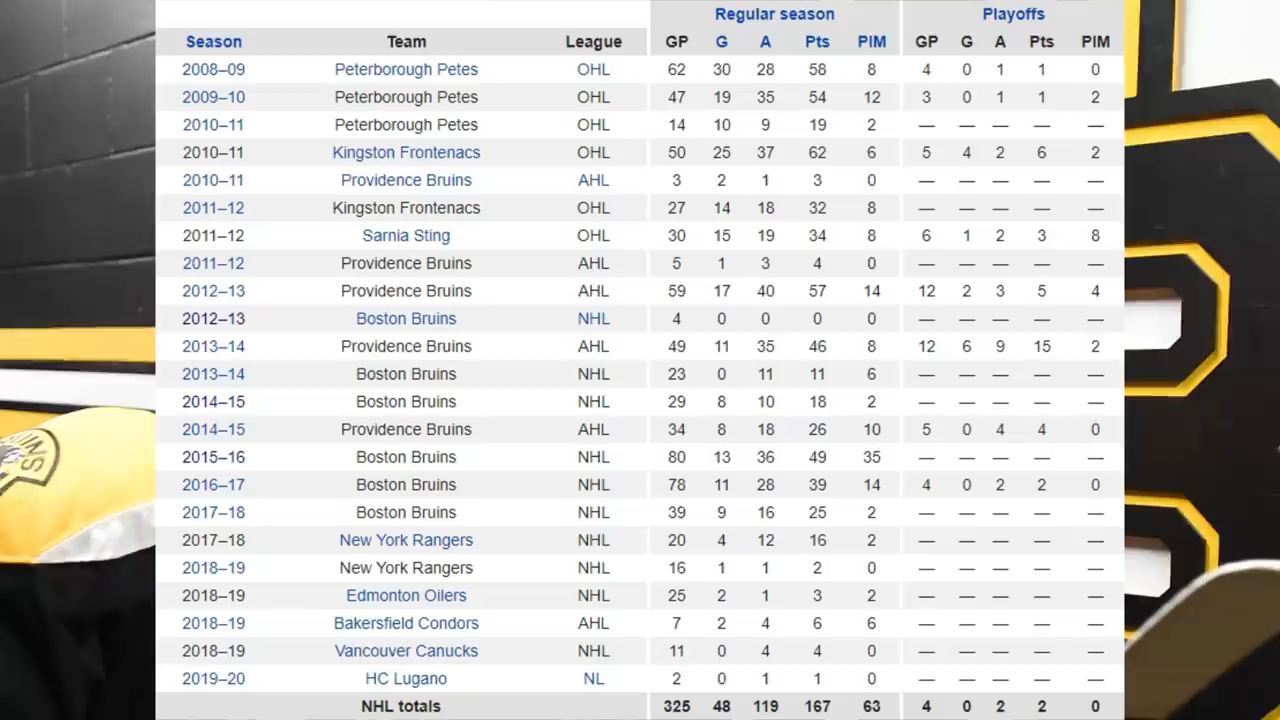 Regular season Playoffs
Season Team League GP G A Pts PIM GP G A Pts PIM
2008–09 Peterborough Petes OHL 62 30 28 58 8 4 0 1 1 0
2009–10 Peterborough Petes OHL 47 19 35 54 12 3 0 1 1 2
2010–11 Peterborough Petes OHL 14 10 9 19 2 — — — — —
2010–11 Kingston Frontenacs OHL 50 25 37 62 6 5 4 2 6 2
2010–11 Providence Bruins AHL 3 2 1 3 0 — — — — —
2011–12 Kingston Frontenacs OHL 27 14 18 32 8 — — — — —
2011–12 Sarnia Sting OHL 30 15 19 34 8 6 1 2 3 8
2011–12 Providence Bruins AHL 5 1 3 4 0 — — — — —
2012–13 Providence Bruins AHL 59 17 40 57 14 12 2 3 5 4
2012–13 Boston Bruins NHL 4 0 0 0 0 — — — — —
2013–14 Providence Bruins AHL 49 11 35 46 8 12 6 9 15 2
2013–14 Boston Bruins NHL 23 0 11 11 6 — — — — —
2014–15 Boston Bruins NHL 29 8 10 18 2 — — — — —
2014–15 Providence Bruins AHL 34 8 18 26 10 5 0 4 4 0
2015–16 Boston Bruins NHL 80 13 36 49 35 — — — — —
2016–17 Boston Bruins NHL 78 11 28 39 14 4 0 2 2 0
2017–18 Boston Bruins NHL 39 9 16 25 2 — — — — —
2017–18 New York Rangers NHL 20 4 12 16 2 — — — — —
2018–19 New York Rangers NHL 16 1 1 2 0 — — — — —
2018–19 Edmonton Oilers NHL 25 2 1 3 2 — — — — —
2018–19 Bakersfield Condors AHL 7 2 4 6 6 — — — — —
2018–19 Vancouver Canucks NHL 11 0 4 4 0 — — — — —
2019–20 HC Lugano NL 2 0 1 1 0 — — — — —
NHL totals 325 48 119 167 63 4 0 2 2 0